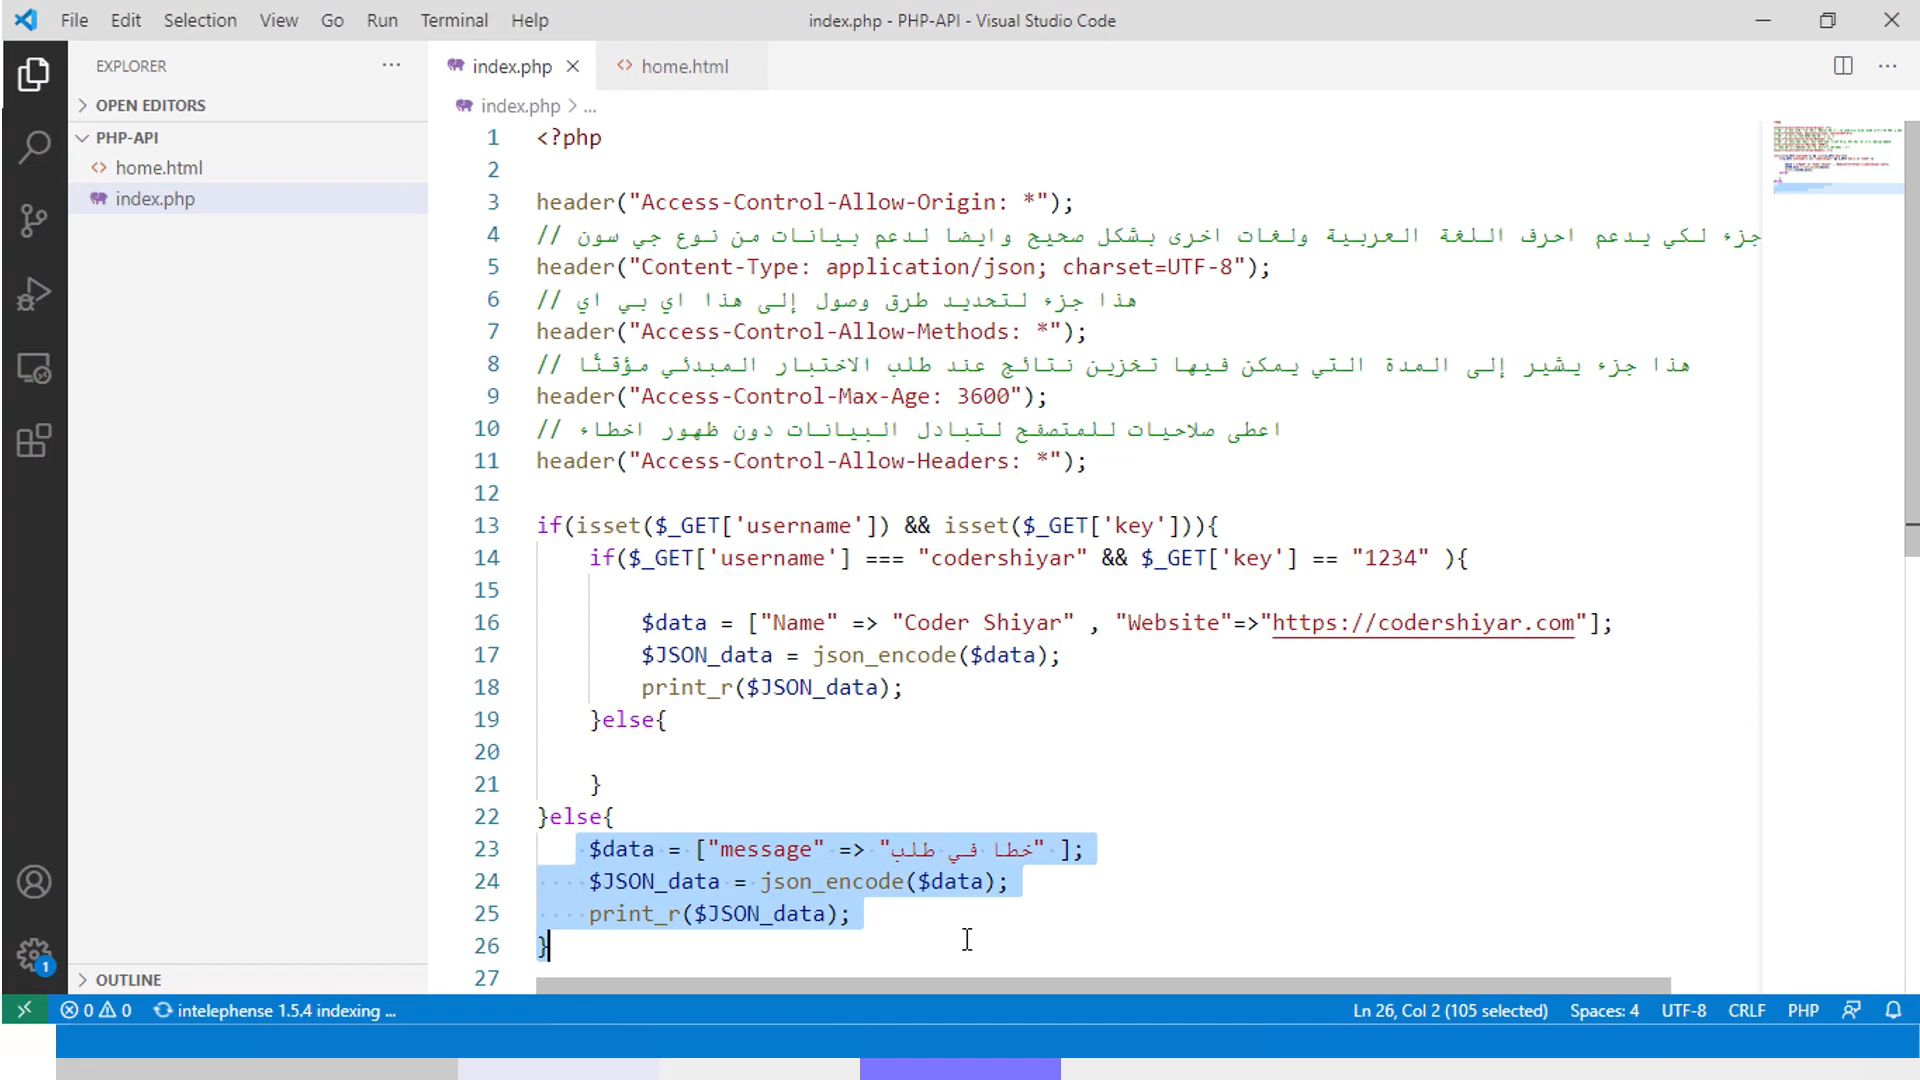 File Edit Selection View Go Run Terminal Help index.php - PHP-API - Visual Studio Code
EXPLORER
OPEN EDITORS
PHP-API
home.html
index.php
OUTLINE
index.php home.html
index.php > ...
1 <?php
2
3 header("Access-Control-Allow-Origin: *");
4 // جزء لكي يدعم احرف اللغة العربية ولغات اخرى بشكل صحيح وايضا لدعم بيانات من نوع جي سون
5 header("Content-Type: application/json; charset=UTF-8");
6 // هذا جزء لتحديد طرق وصول إلى هذا اي بي اي
7 header("Access-Control-Allow-Methods: *");
8 // هذا جزء يشير إلى المدة التي يمكن فيها تخزين نتائج عند طلب الاختبار المبدئي مؤقتًا
9 header("Access-Control-Max-Age: 3600");
10 // اعطى صلاحيات للمتصفح لتبادل البيانات دون ظهور اخطاء
11 header("Access-Control-Allow-Headers: *");
12
13 if(isset($_GET['username']) && isset($_GET['key'])){
14 if($_GET['username'] === "codershiyar" && $_GET['key'] == "1234" ){
15
16 $data = ["Name" => "Coder Shiyar" , "Website"=>"https://codershiyar.com"];
17 $JSON_data = json_encode($data);
18 print_r($JSON_data);
19 }else{
20
21 }
22 }else{
23 $data = ["message" => "خطا في طلب" ];
24 $JSON_data = json_encode($data);
25 print_r($JSON_data);
26 }
27
1
0 0 intelephense 1.5.4 indexing ... Ln 26, Col 2 (105 selected) Spaces: 4 UTF-8 CRLF PHP